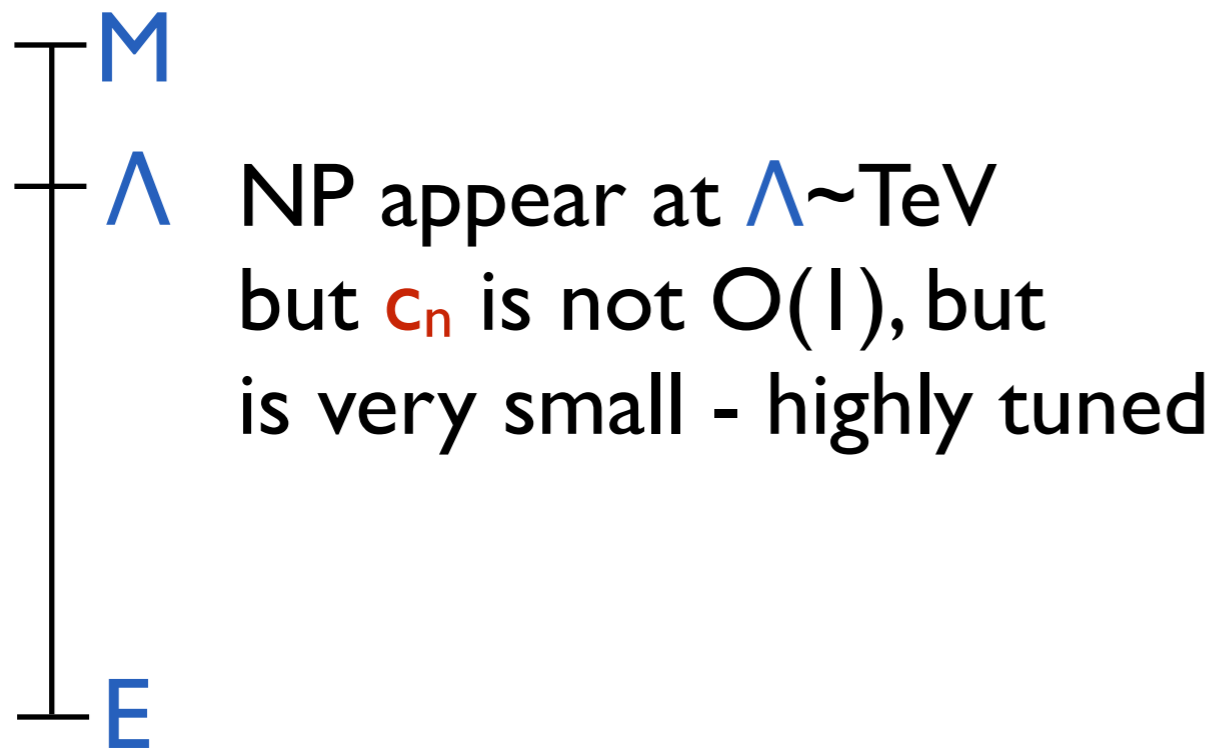 M
Λ NP appear at Λ~TeV
but cn is not O(1), but
is very small - highly tuned
E